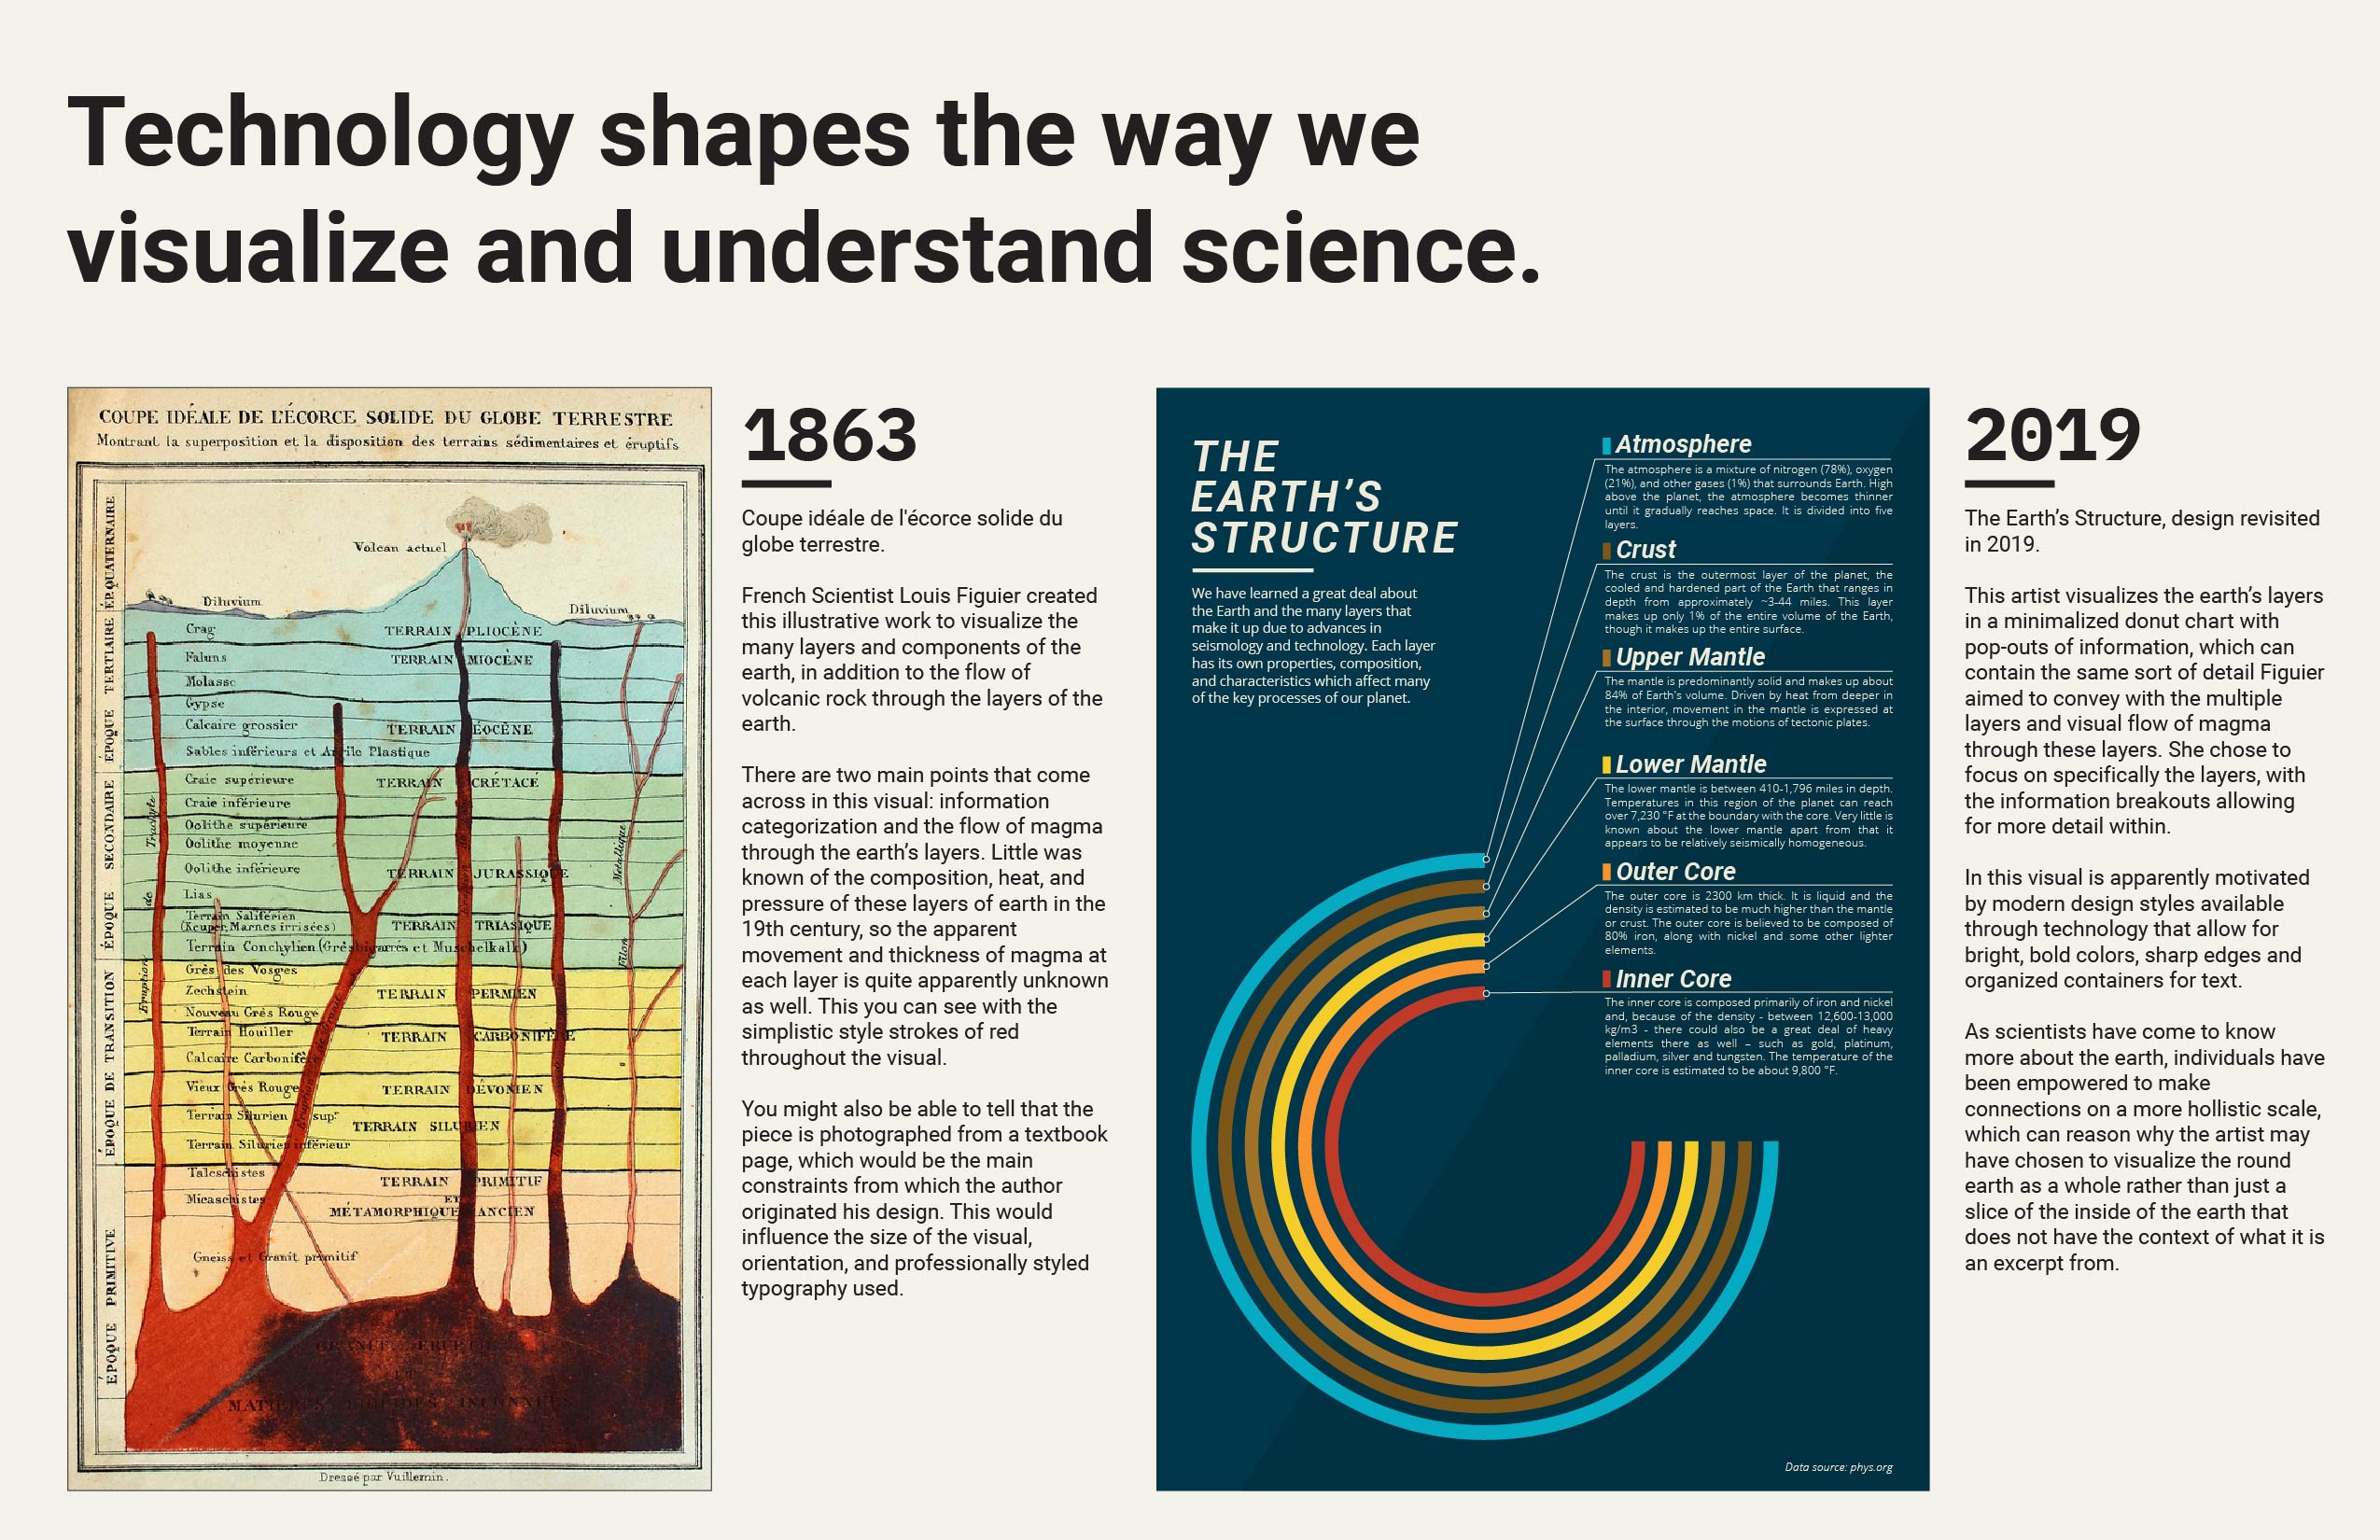 Technology shapes the way we
visualize and understand science.
COUPE IDÉALE DE L'ÉCORCE SOLIDE DU GLOBE TERRESTRE
Montrant la superposition et la disposition des terrains sédimentaires et éruptifs
EP. QUATERNAIRE
ÉPOQUE TERTIAIRE
ÉPOQUE SECONDAIRE
ÉPOQUE DE TRANSITION
ÉPOQUE PRIMITIVE
Volcan actuel
Diluvium
Diluvium
Crag
TERRAIN PLIOCÈNE
Faluns
TERRAIN MIOCÈNE
Molasse
Gypse
Calcaire grossier
TERRAIN ÉOCÈNE
Sables inférieurs et Argile Plastique
Craie supérieure
TERRAIN CRÉTACÉ
Craie inférieure
Oolithe supérieure
Oolithe moyenne
Oolithe inférieure
TERRAIN JURASSIQUE
Lias
Terrain Saliférien
(Keuper, Marnes irrisées)
TERRAIN TRIASIQUE
Terrain Conchylien (Grès bigarrés et Muschelkalk)
Grès des Vosges
Zechstein
TERRAIN PERMIEN
Nouveau Grès Rouge
Terrain Houiller
TERRAIN CARBONIFÈRE
Calcaire Carbonifère
Vieux Grès Rouge
TERRAIN DÉVONIEN
Terrain Silurien supr
TERRAIN SILURIEN
Terrain Silurien inférieur
Talcschistes
TERRAIN PRIMITIF
Micaschistes
ET
MÉTAMORPHIQUE ANCIEN
Gneiss et Granit primitif
Eruption de Trachyte
Filon Métallique
MATIÈRES LIQUIDES INCONNUES
Dressé par Vuillemin.
1863
Coupe idéale de l'écorce solide du
globe terrestre.
French Scientist Louis Figuier created
this illustrative work to visualize the
many layers and components of the
earth, in addition to the flow of
volcanic rock through the layers of the
earth.
There are two main points that come
across in this visual: information
categorization and the flow of magma
through the earth's layers. Little was
known of the composition, heat, and
pressure of these layers of earth in the
19th century, so the apparent
movement and thickness of magma at
each layer is quite apparently unknown
as well. This you can see with the
simplistic style strokes of red
throughout the visual.
You might also be able to tell that the
piece is photographed from a textbook
page, which would be the main
constraints from which the author
originated his design. This would
influence the size of the visual,
orientation, and professionally styled
typography used.
THE
EARTH'S
STRUCTURE
We have learned a great deal about
the Earth and the many layers that
make it up due to advances in
seismology and technology. Each layer
has its own properties, composition,
and characteristics which affect many
of the key processes of our planet.
Atmosphere
The atmosphere is a mixture of nitrogen (78%), oxygen
(21%), and other gases (1%) that surrounds Earth. High
above the planet, the atmosphere becomes thinner
until it gradually reaches space. It is divided into five
layers.
Crust
The crust is the outermost layer of the planet, the
cooled and hardened part of the Earth that ranges in
depth from approximately ~3-44 miles. This layer
makes up only 1% of the entire volume of the Earth,
though it makes up the entire surface.
Upper Mantle
The mantle is predominantly solid and makes up about
84% of Earth's volume. Driven by heat from deeper in
the interior, movement in the mantle is expressed at
the surface through the motions of tectonic plates.
Lower Mantle
The lower mantle is between 410-1,796 miles in depth.
Temperatures in this region of the planet can reach
over 7,230 °F at the boundary with the core. Very little is
known about the lower mantle apart from that it
appears to be relatively seismically homogeneous.
Outer Core
The outer core is 2300 km thick. It is liquid and the
density is estimated to be much higher than the mantle
or crust. The outer core is believed to be composed of
80% iron, along with nickel and some other lighter
elements.
Inner Core
The inner core is composed primarily of iron and nickel
and, because of the density - between 12,600-13,000
kg/m3 - there could also be a great deal of heavy
elements there as well – such as gold, platinum,
palladium, silver and tungsten. The temperature of the
inner core is estimated to be about 9,800 °F.
Data source: phys.org
2019
The Earth's Structure, design revisited
in 2019.
This artist visualizes the earth's layers
in a minimalized donut chart with
pop-outs of information, which can
contain the same sort of detail Figuier
aimed to convey with the multiple
layers and visual flow of magma
through these layers. She chose to
focus on specifically the layers, with
the information breakouts allowing
for more detail within.
In this visual is apparently motivated
by modern design styles available
through technology that allow for
bright, bold colors, sharp edges and
organized containers for text.
As scientists have come to know
more about the earth, individuals have
been empowered to make
connections on a more hollistic scale,
which can reason why the artist may
have chosen to visualize the round
earth as a whole rather than just a
slice of the inside of the earth that
does not have the context of what it is
an excerpt from.